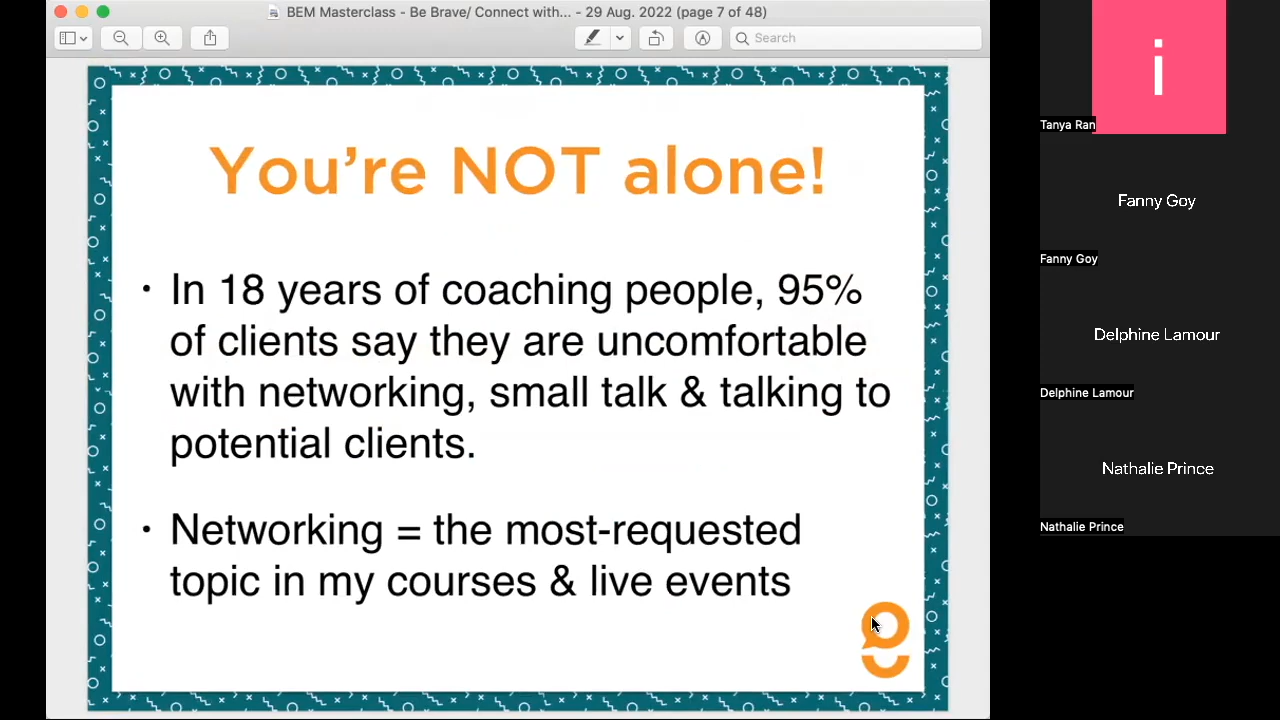 BEM Masterclass - Be Brave/ Connect with... - 29 Aug. 2022 (page 7 of 48)
Search
You're NOT alone!
• In 18 years of coaching people, 95%
of clients say they are uncomfortable
with networking, small talk & talking to
potential clients.
• Networking = the most-requested
topic in my courses & live events
i
Tanya Ran
Fanny Goy
Fanny Goy
Delphine Lamour
Delphine Lamour
Nathalie Prince
Nathalie Prince